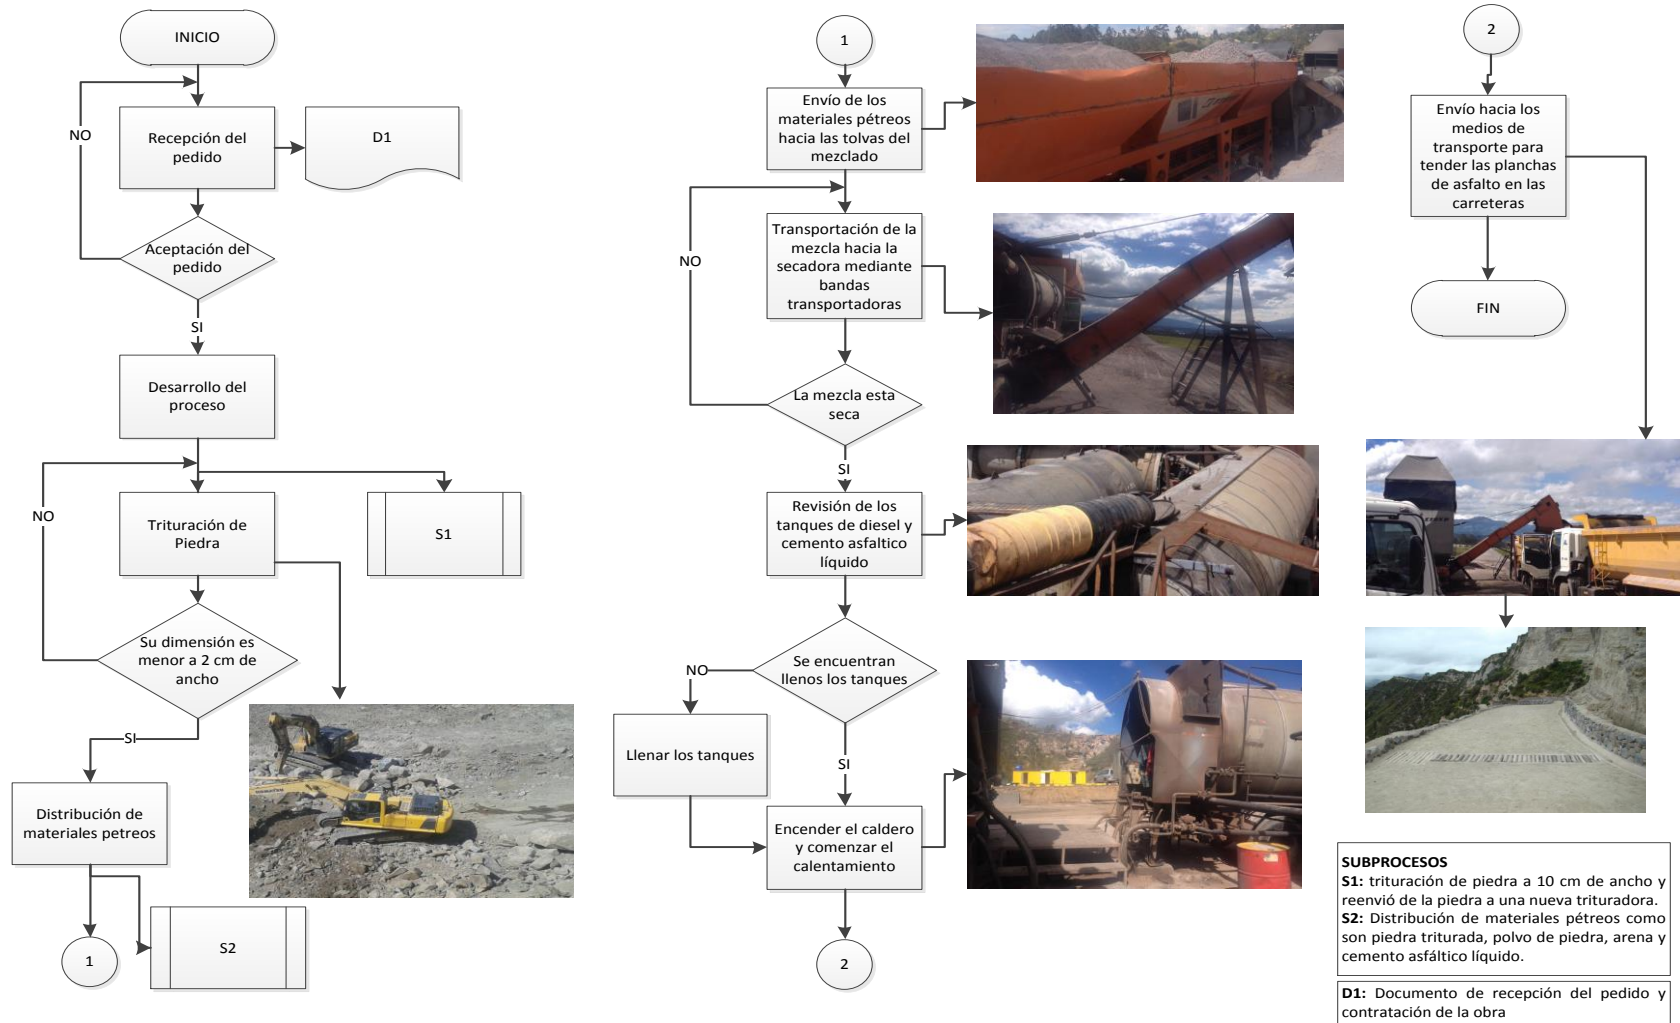 INICIO
NO
Recepción del
pedido
D1
Aceptación del
pedido
SI
Desarrollo del
proceso
NO
Trituración de
Piedra
S1
Su dimensión es
menor a 2 cm de
ancho
SI
Distribución de
materiales petreos
1
S2
1
Envío de los
materiales pétreos
hacia las tolvas del
mezclado
NO
Transportación de la
mezcla hacia la
secadora mediante
bandas
transportadoras
La mezcla esta
seca
SI
Revisión de los
tanques de diesel y
cemento asfaltico
líquido
NO
Se encuentran
llenos los tanques
Llenar los tanques
SI
Encender el caldero
y comenzar el
calentamiento
2
2
Envío hacia los
medios de
transporte para
tender las planchas
de asfalto en las
carreteras
FIN
SUBPROCESOS
S1: trituración de piedra a 10 cm de ancho y
reenvió de la piedra a una nueva trituradora.
S2: Distribución de materiales pétreos como
son piedra triturada, polvo de piedra, arena y
cemento asfáltico líquido.
D1: Documento de recepción del pedido y
contratación de la obra